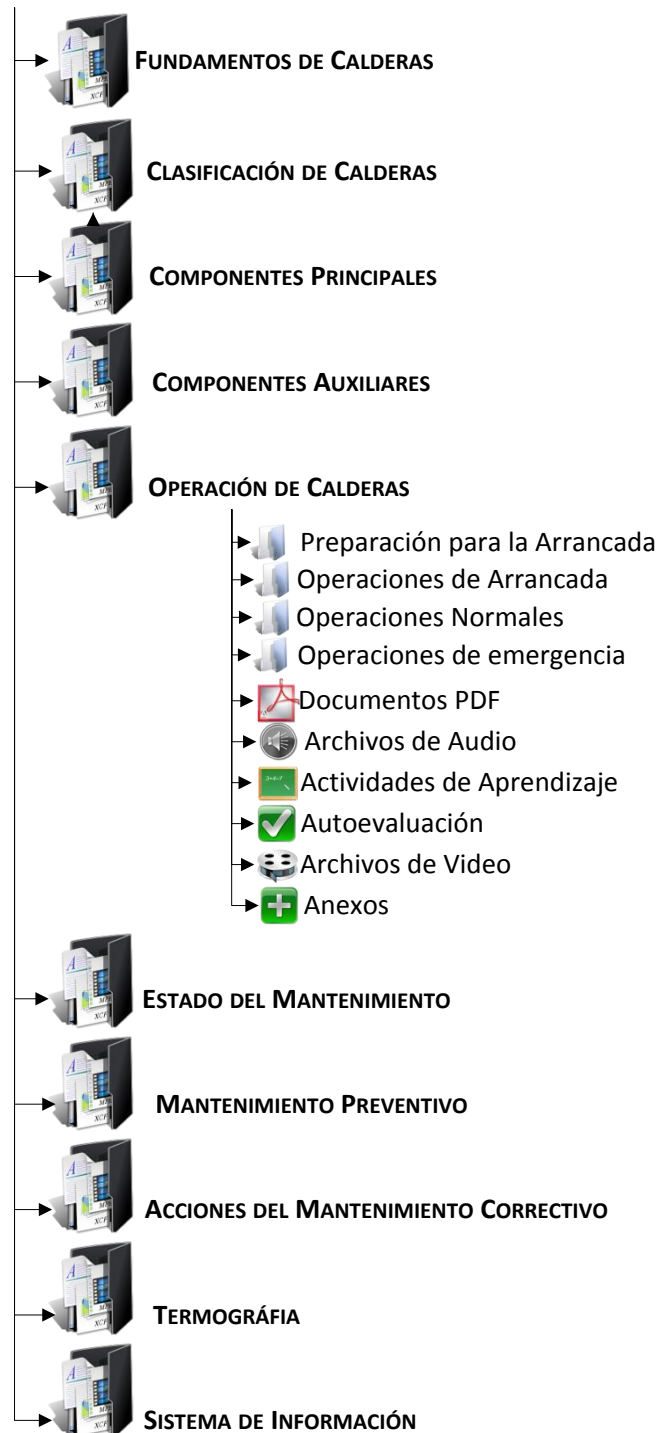 FUNDAMENTOS DE CALDERAS
CLASIFICACIÓN DE CALDERAS
COMPONENTES PRINCIPALES
COMPONENTES AUXILIARES
OPERACIÓN DE CALDERAS
Preparación para la Arrancada
Operaciones de Arrancada
Operaciones Normales
Operaciones de emergencia
Documentos PDF
Archivos de Audio
Actividades de Aprendizaje
Autoevaluación
Archivos de Video
Anexos
ESTADO DEL MANTENIMIENTO
MANTENIMIENTO PREVENTIVO
ACCIONES DEL MANTENIMIENTO CORRECTIVO
TERMOGRÁFIA
SISTEMA DE INFORMACIÓN